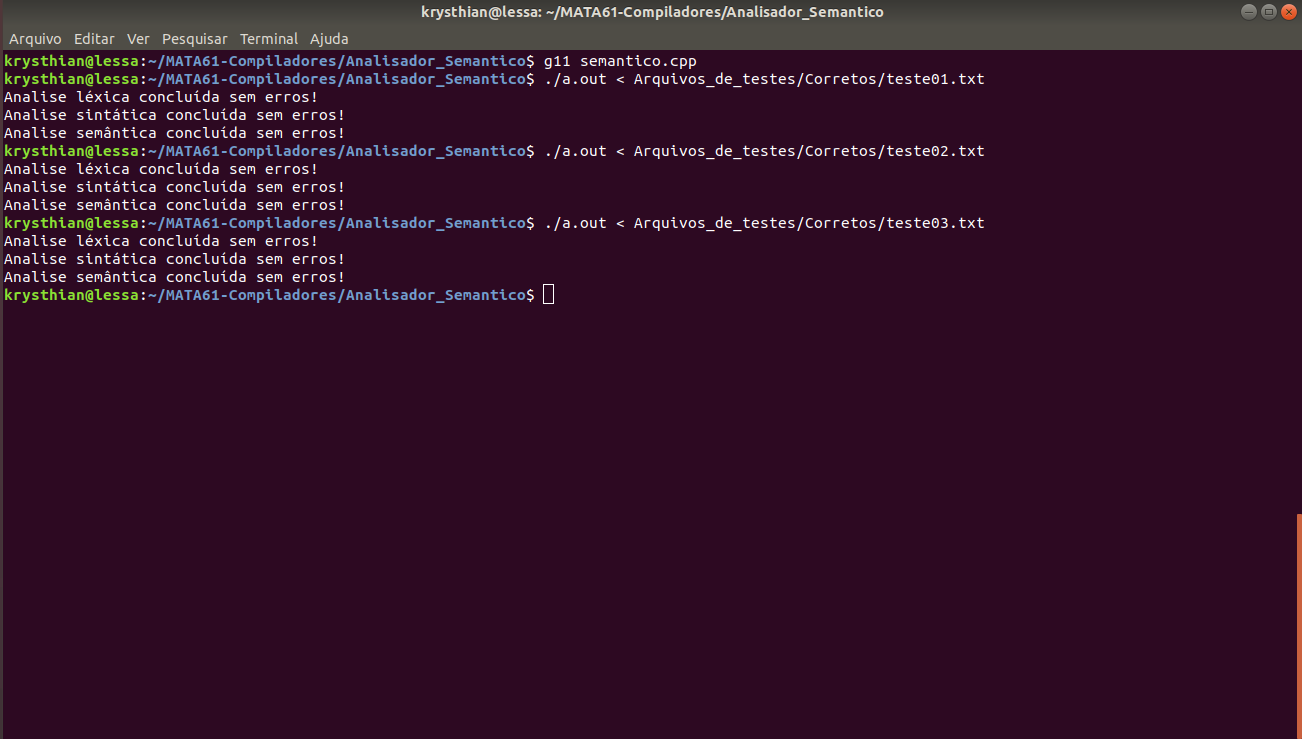 krysthian@lessa: ~/MATA61-Compiladores/Analisador_Semantico
Arquivo Editar Ver Pesquisar Terminal Ajuda
krysthian@lessa:~/MATA61-Compiladores/Analisador_Semantico$ g11 semantico.cpp
krysthian@lessa:~/MATA61-Compiladores/Analisador_Semantico$ ./a.out < Arquivos_de_testes/Corretos/teste01.txt
Analise léxica concluída sem erros!
Analise sintática concluída sem erros!
Analise semântica concluída sem erros!
krysthian@lessa:~/MATA61-Compiladores/Analisador_Semantico$ ./a.out < Arquivos_de_testes/Corretos/teste02.txt
Analise léxica concluída sem erros!
Analise sintática concluída sem erros!
Analise semântica concluída sem erros!
krysthian@lessa:~/MATA61-Compiladores/Analisador_Semantico$ ./a.out < Arquivos_de_testes/Corretos/teste03.txt
Analise léxica concluída sem erros!
Analise sintática concluída sem erros!
Analise semântica concluída sem erros!
krysthian@lessa:~/MATA61-Compiladores/Analisador_Semantico$